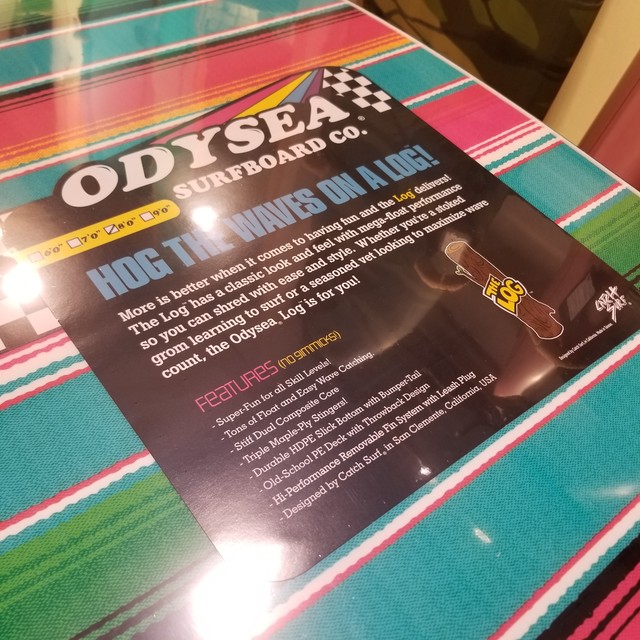 ODYSEA®
SURFBOARD CO.
6'0" 7'0" 8'0" 9'0"
HOG THE WAVES ON A LOG!
More is better when it comes to having fun and the Log® delivers!
The Log® has a classic look and feel with mega-float performance
so you can shred with ease and style. Whether you're a stoked
grom learning to surf or a seasoned vet looking to maximize wave
count, the Odysea® Log is for you!
THE
LOG
CATCH
SURF
FEATURES (NO GIMMICKS!)
- Super-Fun for all Skill Levels!
- Tons of Float and Easy Wave Catching.
- Stiff Dual Composite Core
- Triple Maple-Ply Stingers!
- Durable HDPE Slick Bottom with Bumper-Tail
- Old-School PE Deck with Throwback Design
- Hi-Performance Removable Fin System with Leash Plug
- Designed by Catch Surf® in San Clemente, California, USA